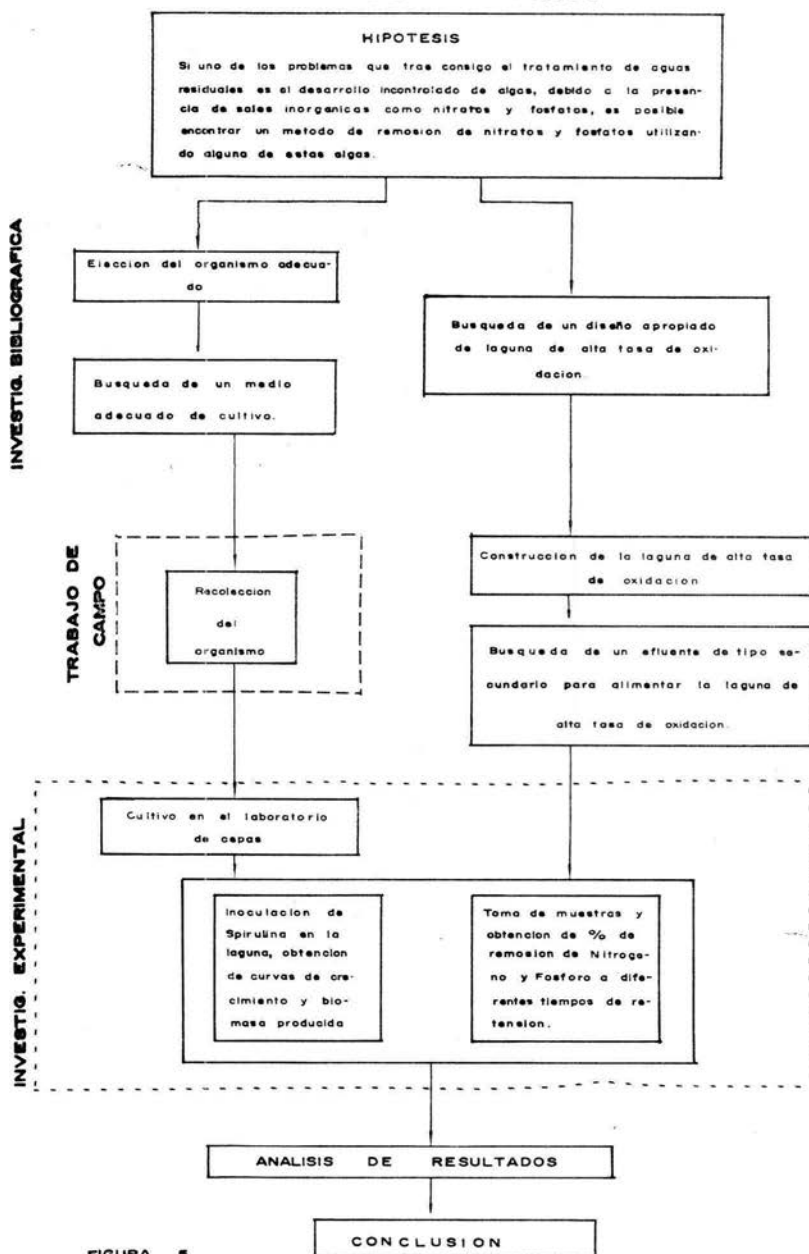 HIPOTESIS
Si uno de los problemas que trae consigo el tratamiento de aguas
residuales es el desarrollo incontrolado de algas, debido a la presen-
cia de sales inorganicas como nitratos y fosfatos, es posible
encontrar un metodo de remosion de nitratos y fosfatos utilizan-
do alguna de estas algas.
INVESTIG. BIBLIOGRAFICA
Eleccion del organismo adecua-
do
Busqueda de un medio
adecuado de cultivo.
Busqueda de un diseño apropiado
de laguna de alta tasa de oxi-
dacion.
TRABAJO DE
CAMPO
Recoleccion
del
organismo
Construccion de la laguna de alta tasa
de oxidacion
Busqueda de un efluente de tipo se-
cundario para alimentar la laguna de
alta tasa de oxidacion.
INVESTIG. EXPERIMENTAL
Cultivo en el laboratorio
de cepas
Inoculacion de
Spirulina en la
laguna, obtencion
de curvas de cre-
cimiento y bio-
masa producida
Toma de muestras y
obtencion de % de
remosion de Nitroge-
no y Fosforo a dife-
rentes tiempos de re-
tension.
ANALISIS DE RESULTADOS
CONCLUSION
FIGURA